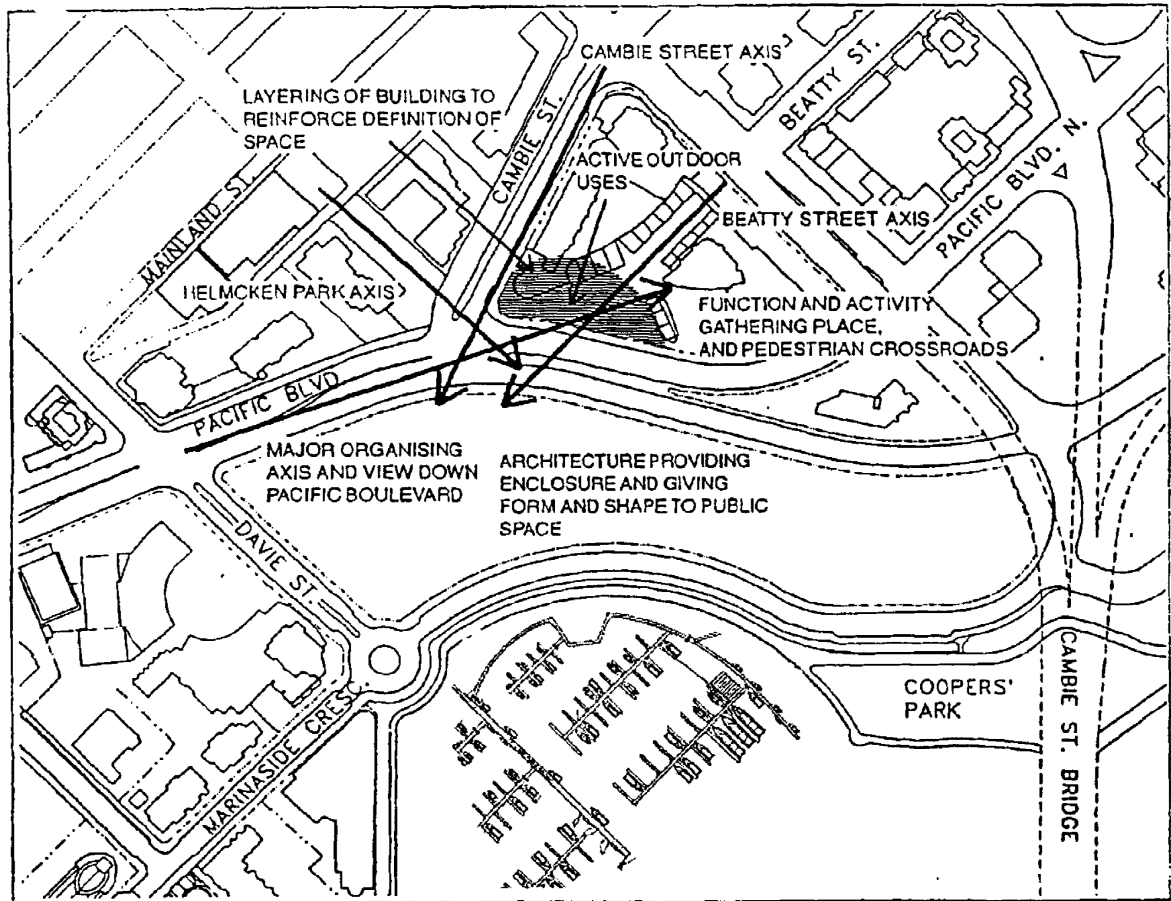 CAMBIE STREET AXIS
BEATTY ST.
LAYERING OF BUILDING TO
REINFORCE DEFINITION OF
SPACE
CAMBIE ST.
ACTIVE OUTDOOR
USES
PACIFIC BLVD. N.
MAINLAND ST.
BEATTY STREET AXIS
HELMCKEN PARK AXIS
FUNCTION AND ACTIVITY
GATHERING PLACE,
AND PEDESTRIAN CROSSROADS
PACIFIC BLVD
MAJOR ORGANISING
AXIS AND VIEW DOWN
PACIFIC BOULEVARD
ARCHITECTURE PROVIDING
ENCLOSURE AND GIVING
FORM AND SHAPE TO PUBLIC
SPACE
DAVIE ST.
MARINASIDE CRESC.
COOPERS'
PARK
CAMBIE ST. BRIDGE